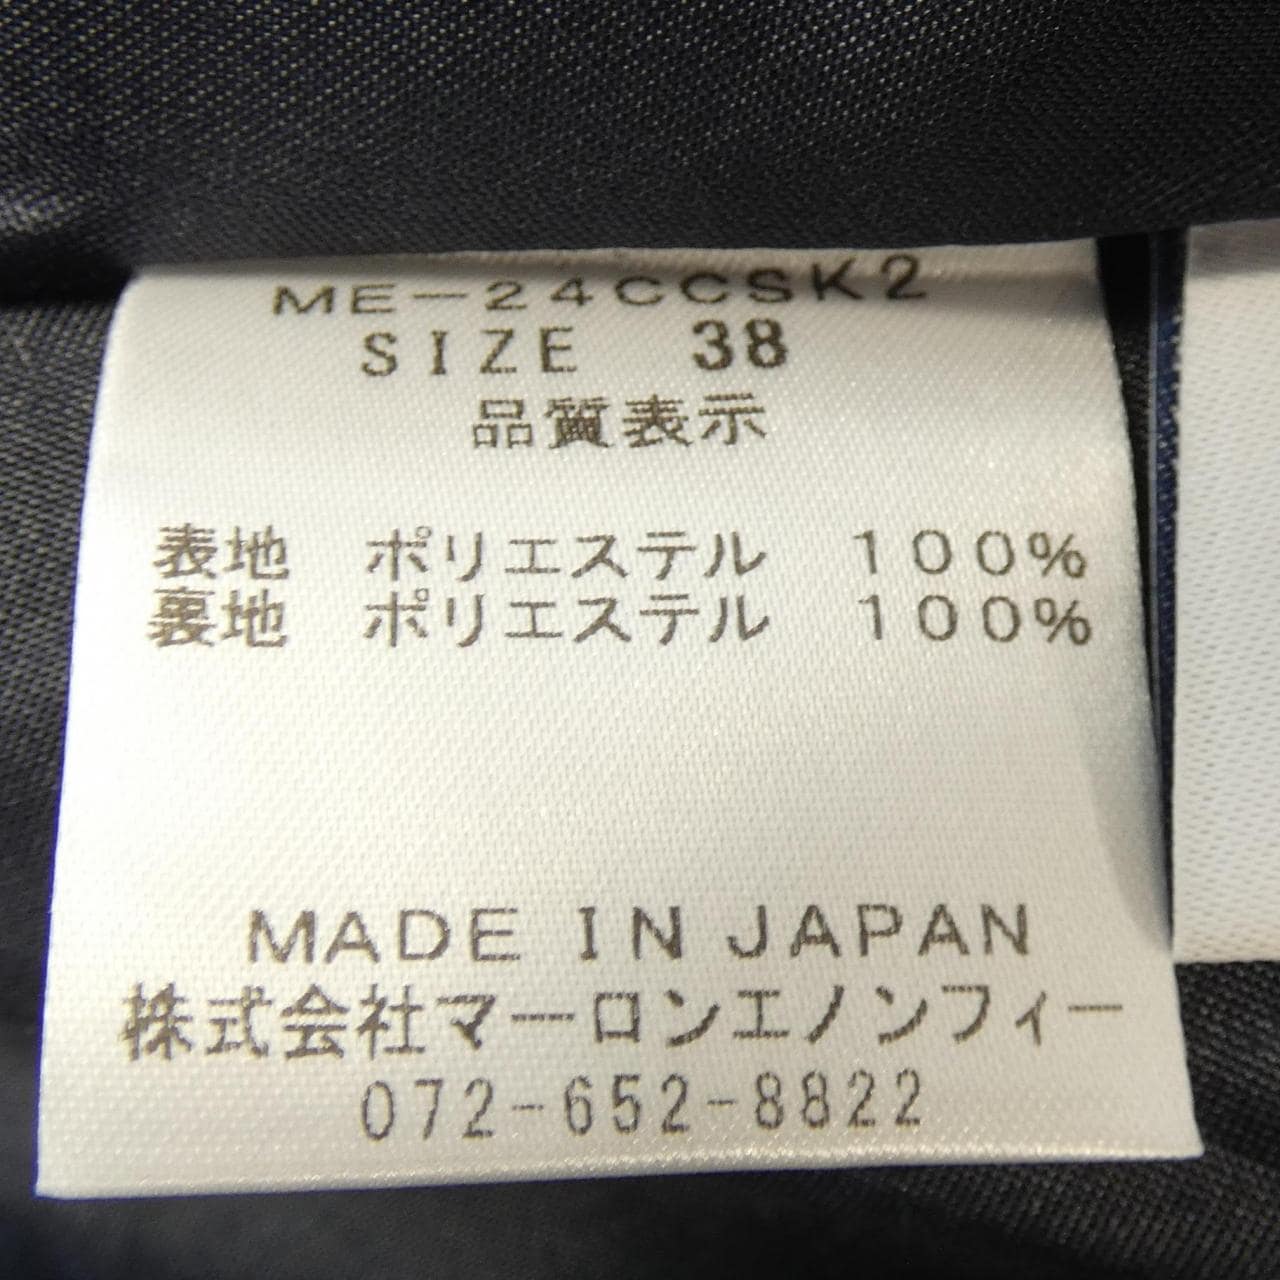 ME-24CCSK2
SIZE 38
品質表示
表地 ポリエステル 100%
裏地 ポリエステル 100%
MADE IN JAPAN
株式会社マーロンエノンフィー
072-652-8822